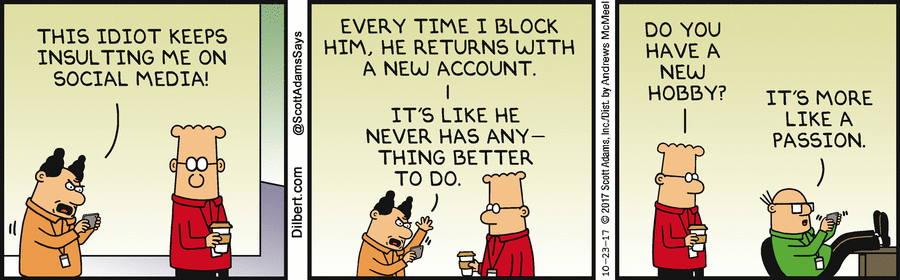 THIS IDIOT KEEPS
INSULTING ME ON
SOCIAL MEDIA!
Dilbert.com @ScottAdamsSays
EVERY TIME I BLOCK
HIM, HE RETURNS WITH
A NEW ACCOUNT.
IT'S LIKE HE
NEVER HAS ANY–
THING BETTER
TO DO.
10-23-17 © 2017 Scott Adams, Inc./Dist. by Andrews McMeel
DO YOU
HAVE A
NEW
HOBBY?
IT'S MORE
LIKE A
PASSION.